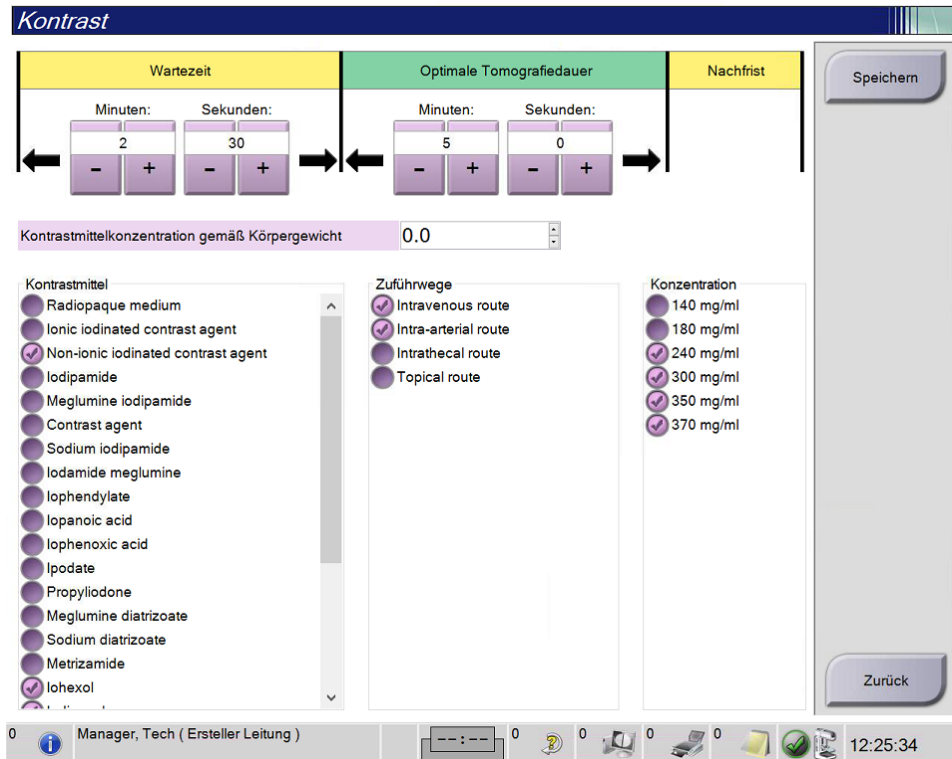 Kontrast
Wartezeit
Optimale Tomografiedauer
Nachfrist
Speichern
Minuten:
Sekunden:
Minuten:
Sekunden:
2
30
5
0
-
+
-
+
-
+
-
+
Kontrastmittelkonzentration gemäß Körpergewicht
0.0
Kontrastmittel
Radiopaque medium
Ionic iodinated contrast agent
Non-ionic iodinated contrast agent
Iodipamide
Meglumine iodipamide
Contrast agent
Sodium iodipamide
Iodamide meglumine
Iophendylate
Iopanoic acid
Iophenoxic acid
Ipodate
Propyliodone
Meglumine diatrizoate
Sodium diatrizoate
Metrizamide
Iohexol
Zuführwege
Intravenous route
Intra-arterial route
Intrathecal route
Topical route
Konzentration
140 mg/ml
180 mg/ml
240 mg/ml
300 mg/ml
350 mg/ml
370 mg/ml
Zurück
0
Manager, Tech ( Ersteller Leitung )
--:--
0
0
0
0
12:25:34